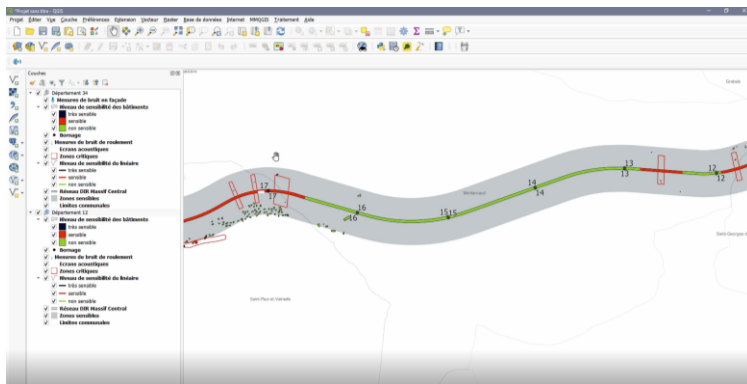 *Projet sans titre - QGIS
Projet Éditer Vue Couche Préférences Extension Vecteur Raster Base de données Internet MMQGIS Traitement Aide
Couches
Département 34
Mesures de bruit en façade
Niveau de sensibilité des bâtiments
très sensible
sensible
non sensible
Bornage
Mesures de bruit de roulement
Ecrans acoustiques
Zones critiques
Niveau de sensibilité du linéaire
très sensible
sensible
non sensible
Réseau DIR Massif Central
Zones sensibles
Limites communales
Département 12
Niveau de sensibilité des bâtiments
très sensible
sensible
non sensible
Bornage
Mesures de bruit de roulement
Ecrans acoustiques
Zones critiques
Niveau de sensibilité du linéaire
très sensible
sensible
non sensible
Réseau DIR Massif Central
Zones sensibles
Limites communales
13
13
12
12
14
14
17
17
16
16
15 15
Saint-Paul-et-Valmalle